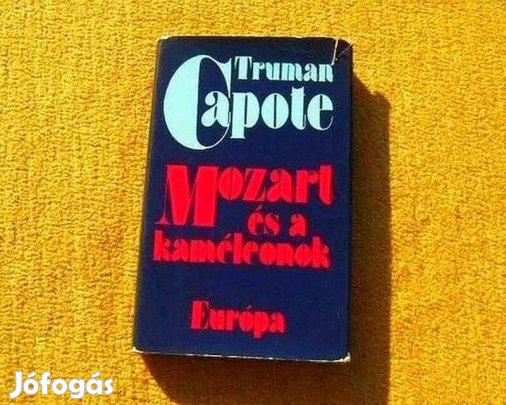 Truman
Capote
Mozart
és a
kaméleonok
Európa
Jófogás